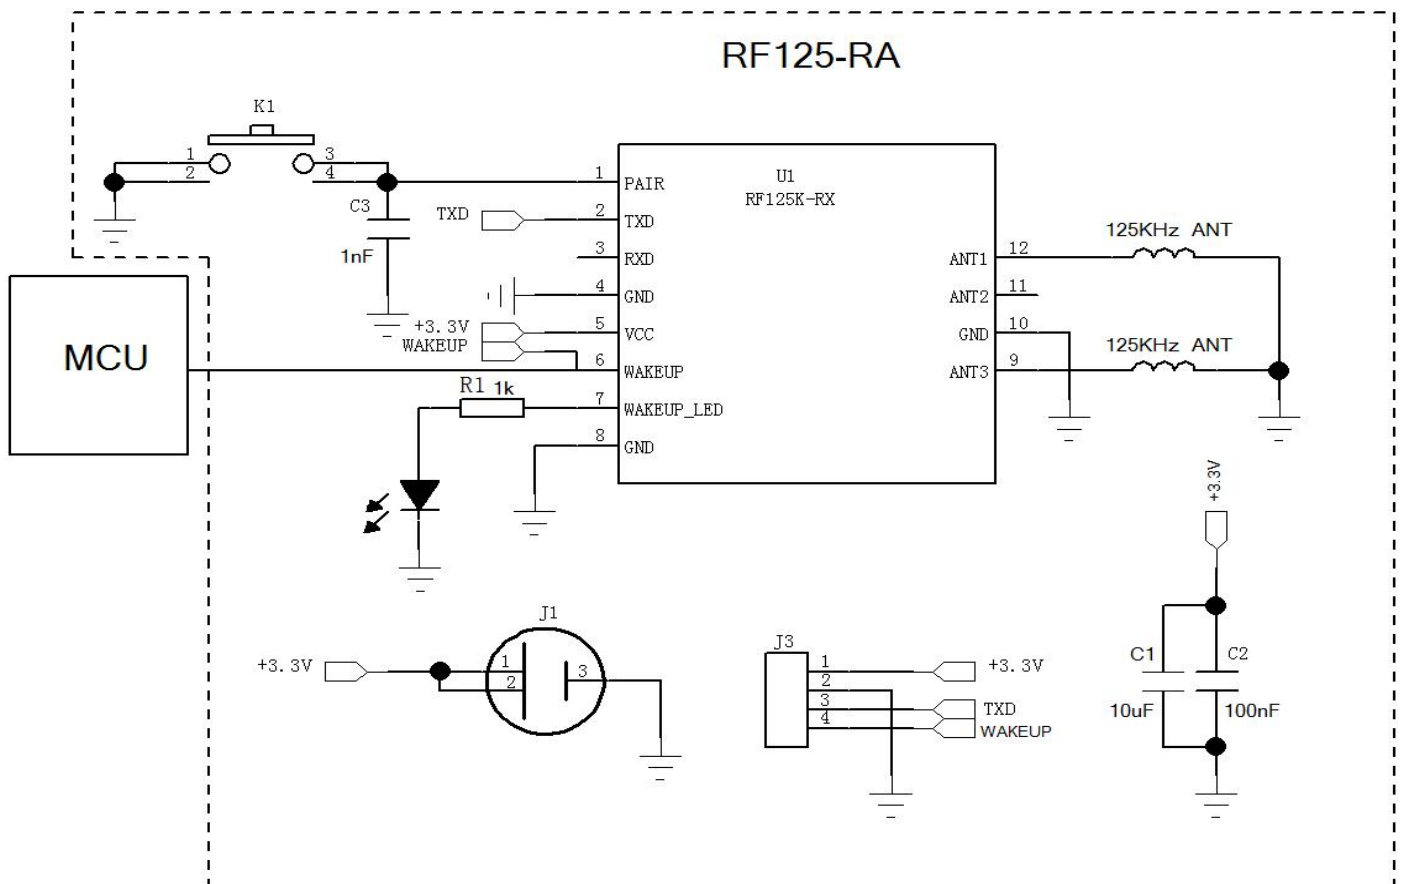 RF125-RA
K1
1
2
3
4
C3
1nF
TXD
+3.3V
WAKEUP
MCU
R1 1k
U1
RF125K-RX
1 PAIR
2 TXD
3 RXD
4 GND
5 VCC
6 WAKEUP
7 WAKEUP_LED
8 GND
ANT1 12
ANT2 11
GND 10
ANT3 9
125KHz ANT
125KHz ANT
+3.3V
C1
10uF
C2
100nF
+3.3V
J1
1
2
3
J3
1
2
3
4
+3.3V
TXD
WAKEUP